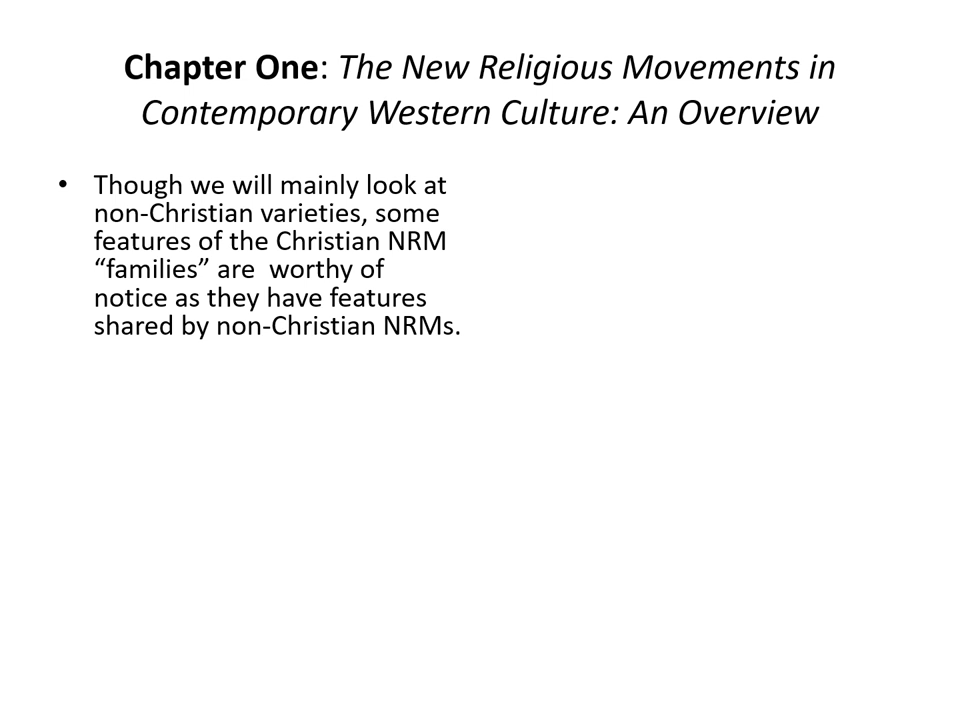 Chapter One: The New Religious Movements in
Contemporary Western Culture: An Overview
• Though we will mainly look at
non-Christian varieties, some
features of the Christian NRM
“families” are  worthy of
notice as they have features
shared by non-Christian NRMs.